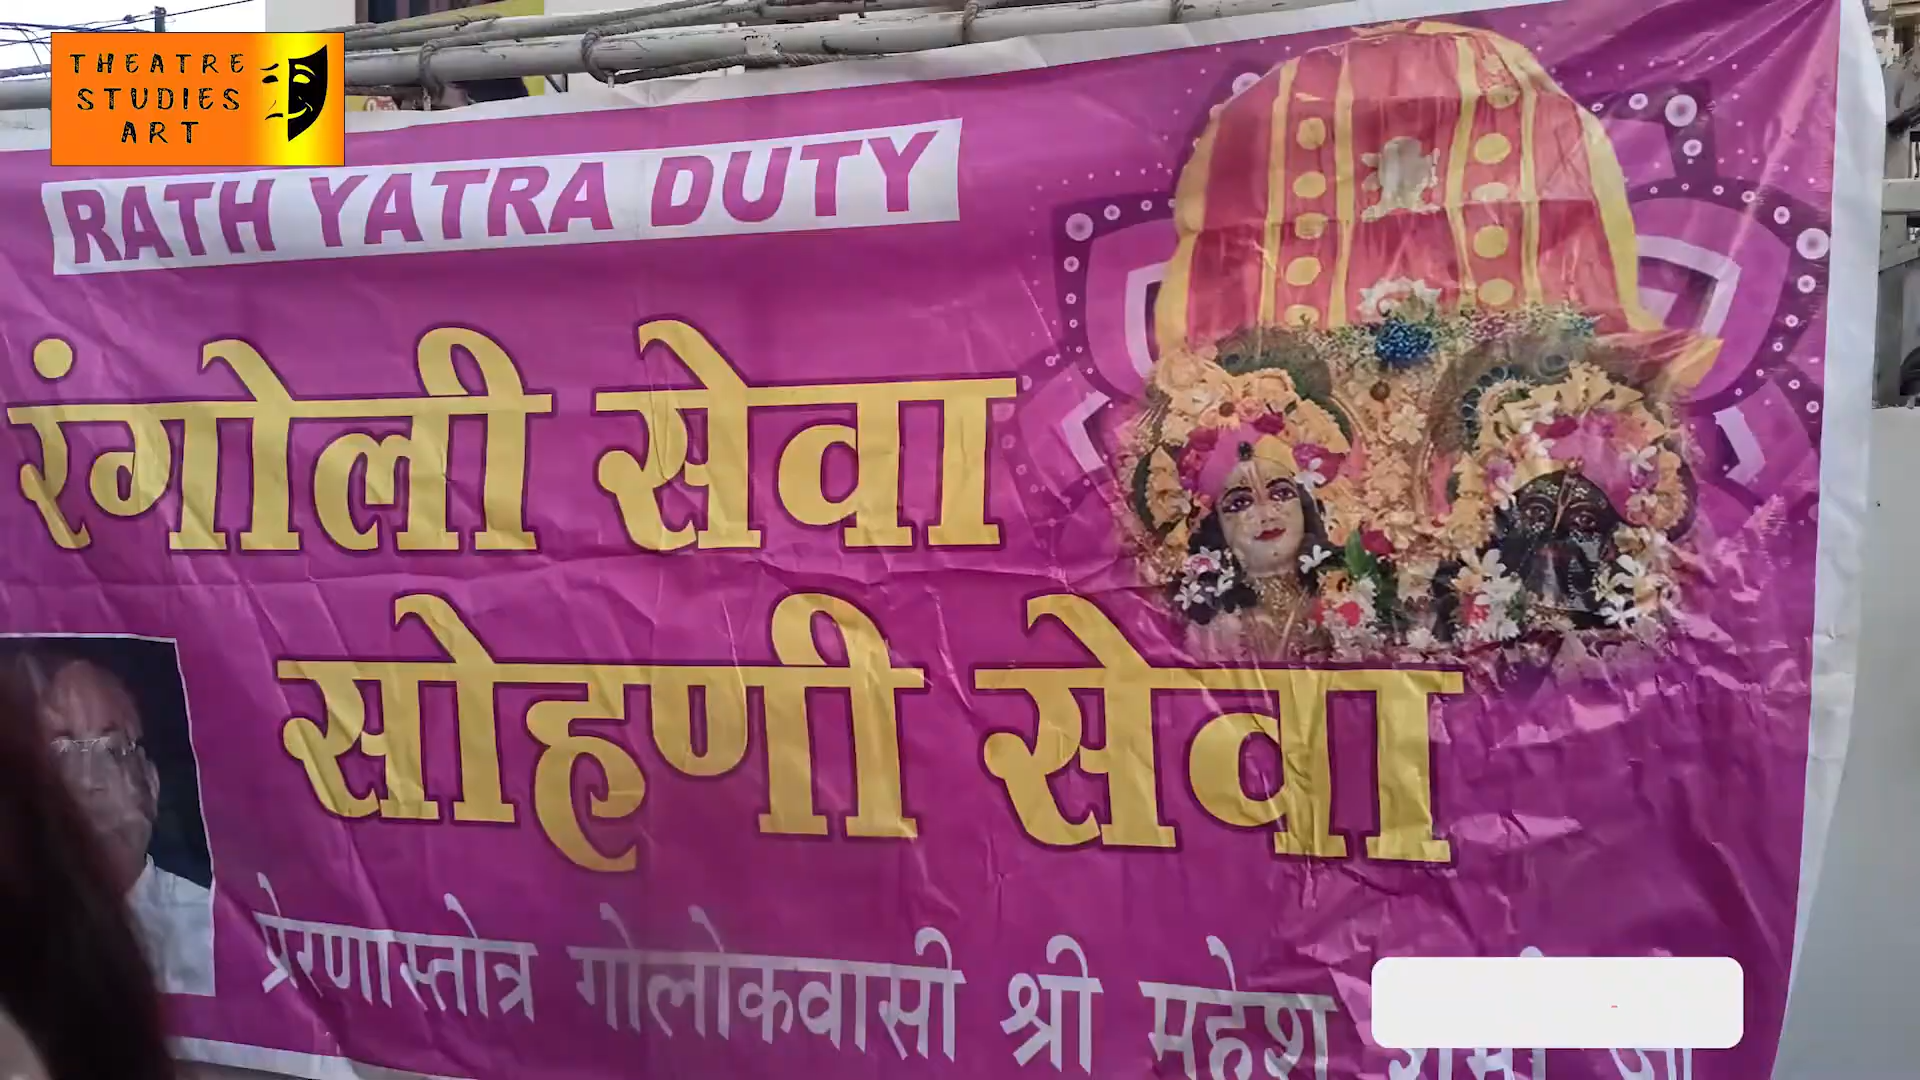 THEATRE
STUDIES
ART
RATH YATRA DUTY
रंगोली सेवा
सोहणी सेवा
प्रेरणास्तोत्र गोलोकवासी श्री महेश